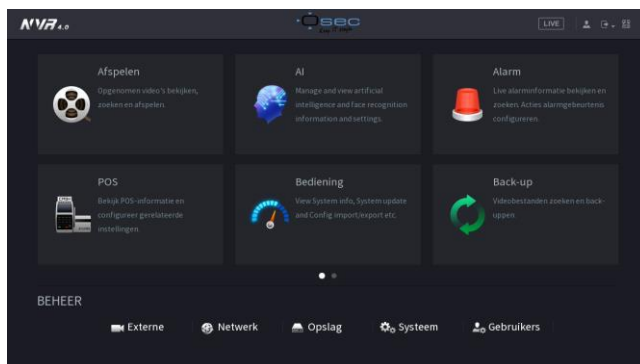 NVR 4.0
Osec
LIVE
Afspelen
Opgenomen video's bekijken,
zoeken en afspelen.
AI
Manage and view artificial
intelligence and face recognition
information and settings.
Alarm
Live alarminformatie bekijken en
zoeken. Acties alarmgebeurtenis
configureren.
POS
Bekijk POS-informatie en
configureer gerelateerde
instellingen.
Bediening
View System info, System update
and Config import/export etc.
Back-up
Videobestanden zoeken en back-
uppen
BEHEER
Externe
Netwerk
Opslag
Systeem
Gebruikers